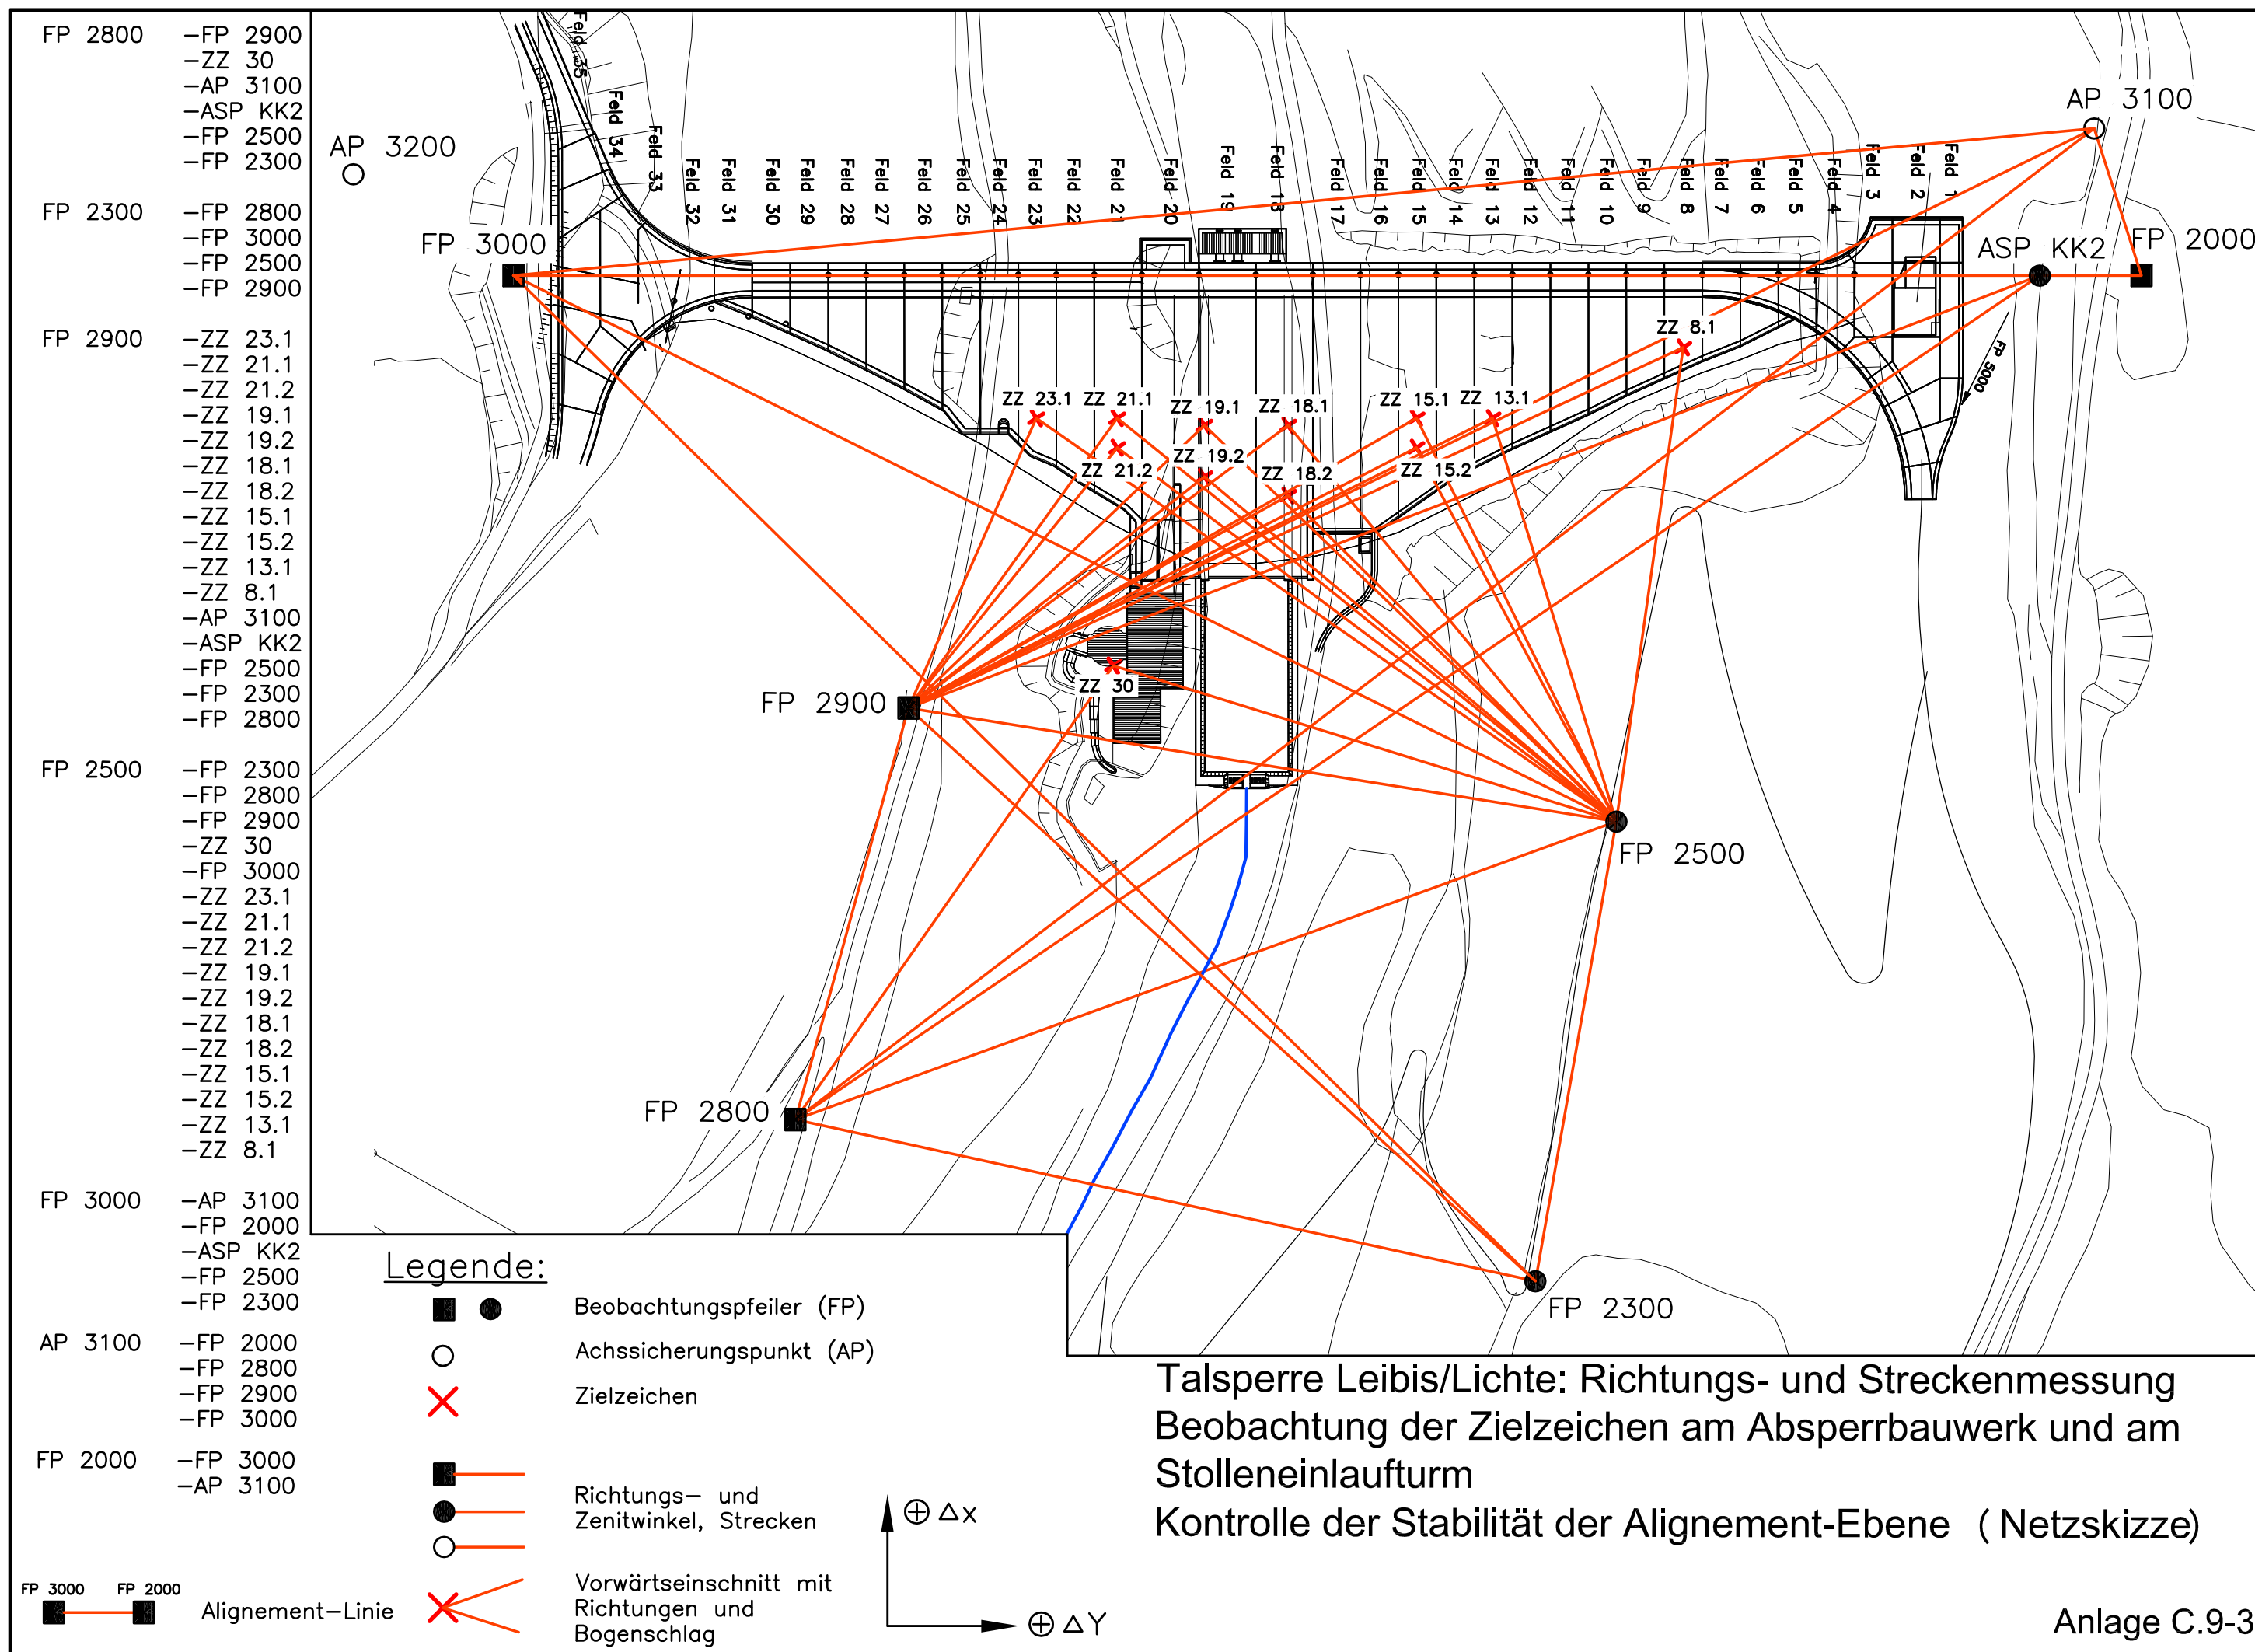 FP 2800 -FP 2900
-ZZ 30
-AP 3100
-ASP KK2
-FP 2500
-FP 2300
FP 2300 -FP 2800
-FP 3000
-FP 2500
-FP 2900
FP 2900 -ZZ 23.1
-ZZ 21.1
-ZZ 21.2
-ZZ 19.1
-ZZ 19.2
-ZZ 18.1
-ZZ 18.2
-ZZ 15.1
-ZZ 15.2
-ZZ 13.1
-ZZ 8.1
-AP 3100
-ASP KK2
-FP 2500
-FP 2300
-FP 2800
FP 2500 -FP 2300
-FP 2800
-FP 2900
-ZZ 30
-FP 3000
-ZZ 23.1
-ZZ 21.1
-ZZ 21.2
-ZZ 19.1
-ZZ 19.2
-ZZ 18.1
-ZZ 18.2
-ZZ 15.1
-ZZ 15.2
-ZZ 13.1
-ZZ 8.1
FP 3000 -AP 3100
-FP 2000
-ASP KK2
-FP 2500
-FP 2300
AP 3100 -FP 2000
-FP 2800
-FP 2900
-FP 3000
FP 2000 -FP 3000
-AP 3100
AP 3200
FP 3000
Feld 35
Feld 34
Feld 33
Feld 32
Feld 31
Feld 30
Feld 29
Feld 28
Feld 27
Feld 26
Feld 25
Feld 24
Feld 23
Feld 22
Feld 21
Feld 20
Feld 19
Feld 18
Feld 17
Feld 16
Feld 15
Feld 14
Feld 13
Feld 12
Feld 11
Feld 10
Feld 9
Feld 8
Feld 7
Feld 6
Feld 5
Feld 4
Feld 3
Feld 2
Feld 1
AP 3100
ASP KK2
FP 2000
FP 5000
ZZ 8.1
ZZ 23.1
ZZ 21.1
ZZ 19.1
ZZ 18.1
ZZ 15.1
ZZ 13.1
ZZ 21.2
ZZ 19.2
ZZ 18.2
ZZ 15.2
ZZ 30
FP 2900
FP 2500
FP 2800
FP 2300
Legende:
Beobachtungspfeiler (FP)
Achssicherungspunkt (AP)
Zielzeichen
Richtungs- und
Zenitwinkel, Strecken
Vorwärtseinschnitt mit
Richtungen und
Bogenschlag
FP 3000 FP 2000
Alignement-Linie
⊕ △x
⊕ △Y
Talsperre Leibis/Lichte: Richtungs- und Streckenmessung
Beobachtung der Zielzeichen am Absperrbauwerk und am
Stolleneinlaufturm
Kontrolle der Stabilität der Alignement-Ebene ( Netzskizze)
Anlage C.9-3